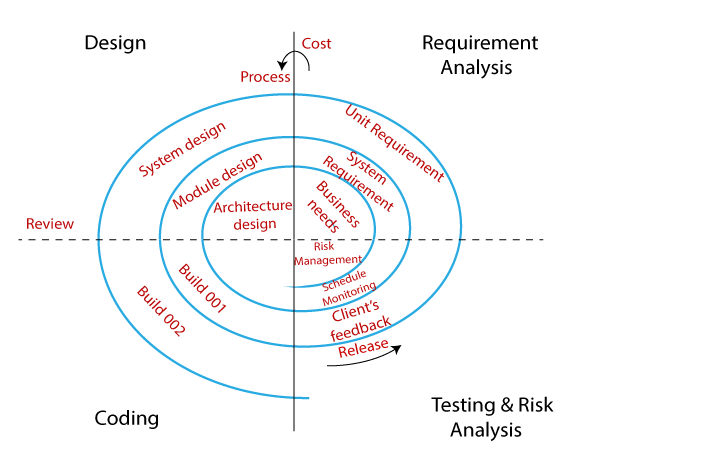 Design
Cost
Requirement
Analysis
Process
System design
Unit Requirement
Module design
System
Requirement
Architecture
design
Business
needs
Review
Risk
Management
Build 001
Schedule
Monitoring
Build 002
Client's
feedback
Release
Coding
Testing & Risk
Analysis